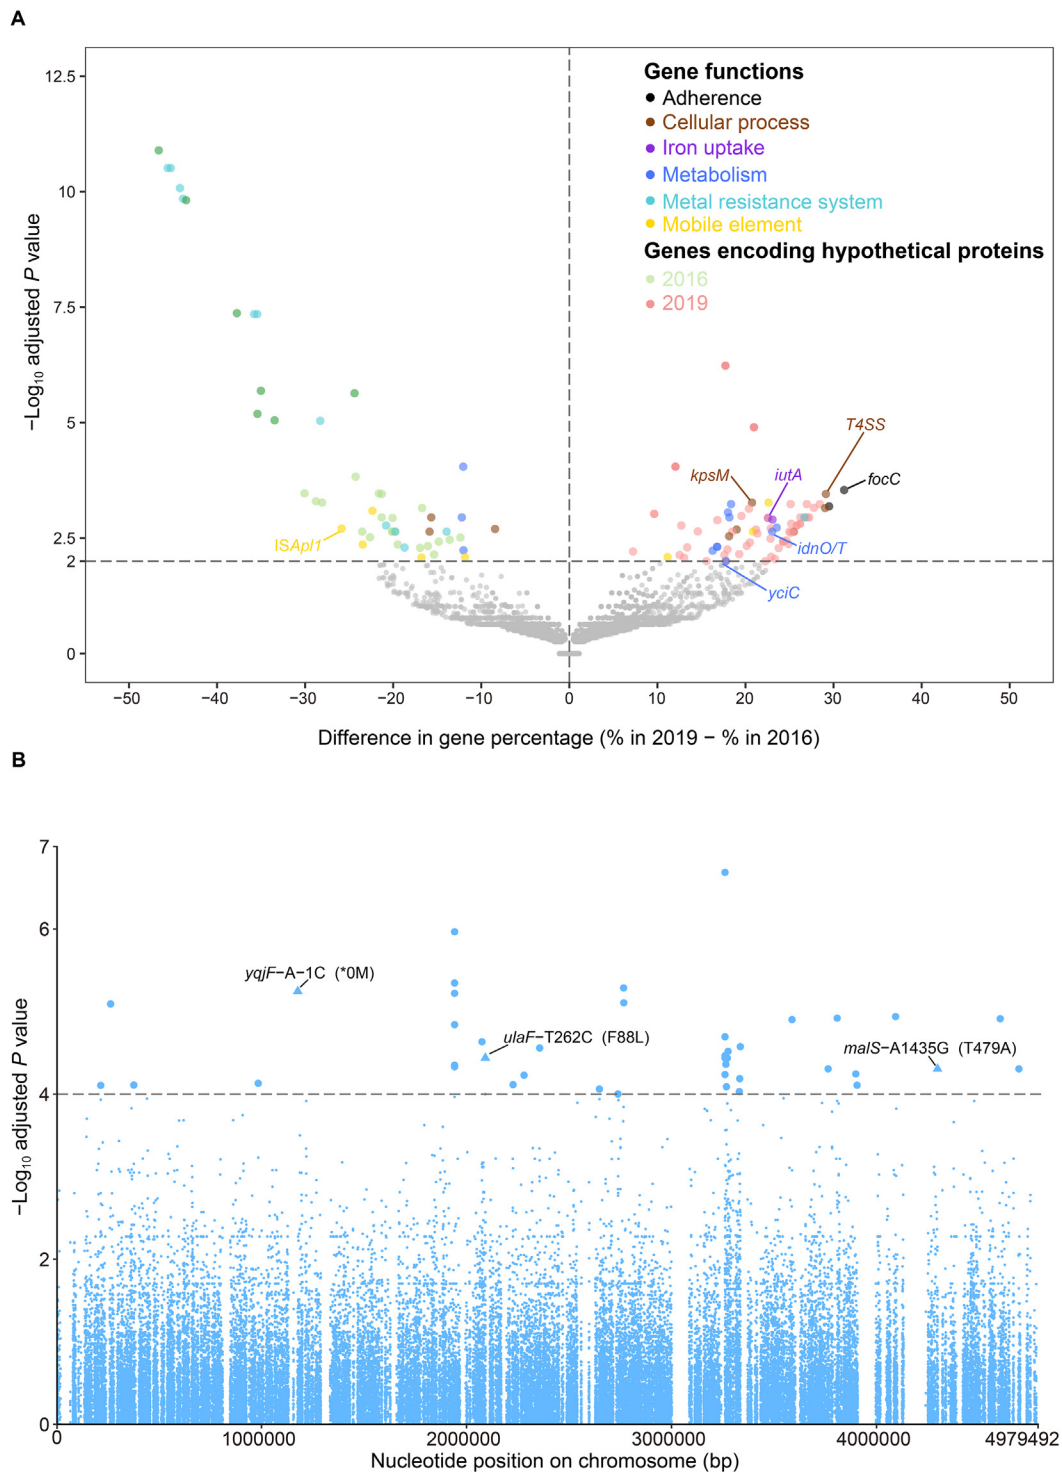 A
Gene functions
Adherence
Cellular process
Iron uptake
Metabolism
Metal resistance system
Mobile element
Genes encoding hypothetical proteins
2016
2019
−Log10 adjusted P value
12.5
10
7.5
5
2.5
2
0
T4SS
kpsM
iutA
focC
ISApl1
idnO/T
yciC
−50 −40 −30 −20 −10 0 10 20 30 40 50
Difference in gene percentage (% in 2019 − % in 2016)
B
−Log10 adjusted P value
7
6
4
2
0
yqjF−A−1C (*0M)
ulaF−T262C (F88L)
malS−A1435G (T479A)
0 1000000 2000000 3000000 4000000 4979492
Nucleotide position on chromosome (bp)